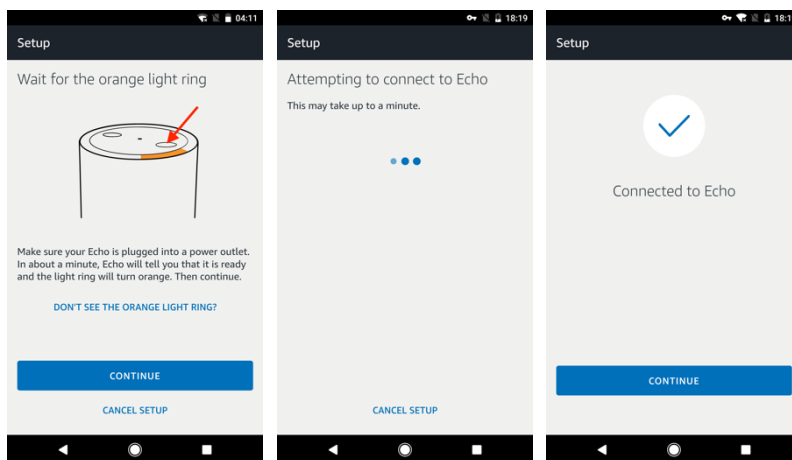 04:11
Setup
Wait for the orange light ring
Make sure your Echo is plugged into a power outlet.
In about a minute, Echo will tell you that it is ready
and the light ring will turn orange. Then continue.
DON'T SEE THE ORANGE LIGHT RING?
CONTINUE
CANCEL SETUP
18:19
Setup
Attempting to connect to Echo
This may take up to a minute.
CANCEL SETUP
18:1
Setup
Connected to Echo
CONTINUE